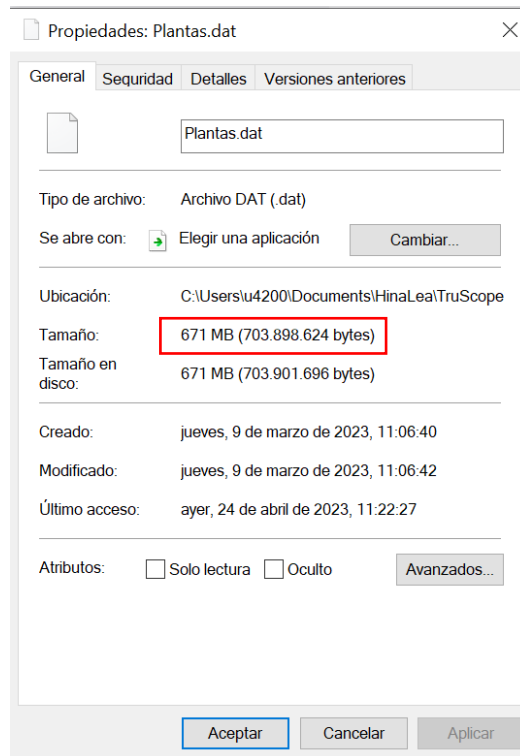 Propiedades: Plantas.dat
General Seguridad Detalles Versiones anteriores
Plantas.dat
Tipo de archivo: Archivo DAT (.dat)
Se abre con: Elegir una aplicación Cambiar...
Ubicación: C:\Users\u4200\Documents\HinaLea\TruScope
Tamaño: 671 MB (703.898.624 bytes)
Tamaño en
disco: 671 MB (703.901.696 bytes)
Creado: jueves, 9 de marzo de 2023, 11:06:40
Modificado: jueves, 9 de marzo de 2023, 11:06:42
Último acceso: ayer, 24 de abril de 2023, 11:22:27
Atributos: Solo lectura Oculto Avanzados...
Aceptar Cancelar Aplicar